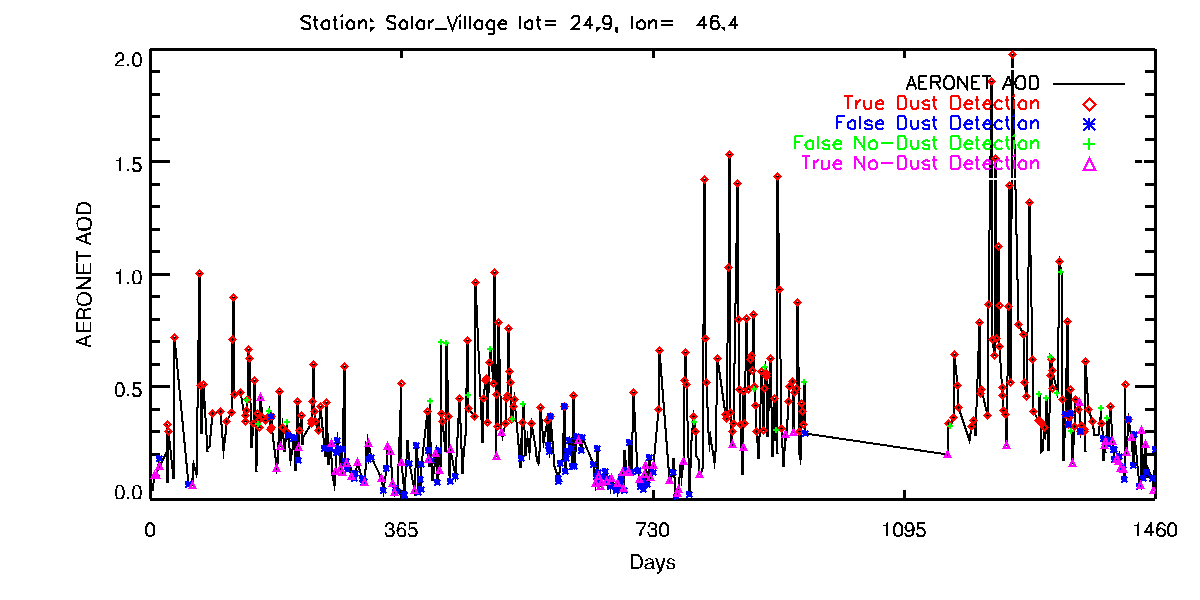 Station: Solar_Village lat= 24.9, lon= 46.4
2.0
AERONET AOD
True Dust Detection
False Dust Detection
False No-Dust Detection
True No-Dust Detection
1.5
1.0
0.5
0.0
AERONET AOD
0 365 730 1095 1460
Days